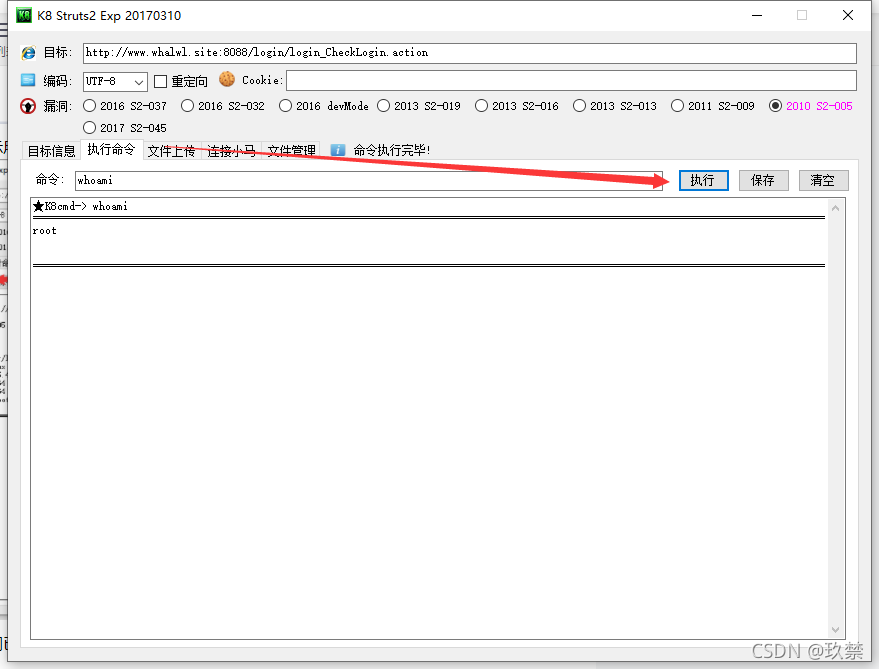 K8 Struts2 Exp 20170310
目标: http://www.whalwl.site:8088/login/login_CheckLogin.action
编码: UTF-8 重定向 Cookie:
漏洞: 2016 S2-037 2016 S2-032 2016 devMode 2013 S2-019 2013 S2-016 2013 S2-013 2011 S2-009 2010 S2-005
2017 S2-045
目标信息 执行命令 文件上传 连接小马 文件管理 命令执行完毕!
命令: whoami 执行 保存 清空
★K8cmd-> whoami
root
CSDN @玖禁